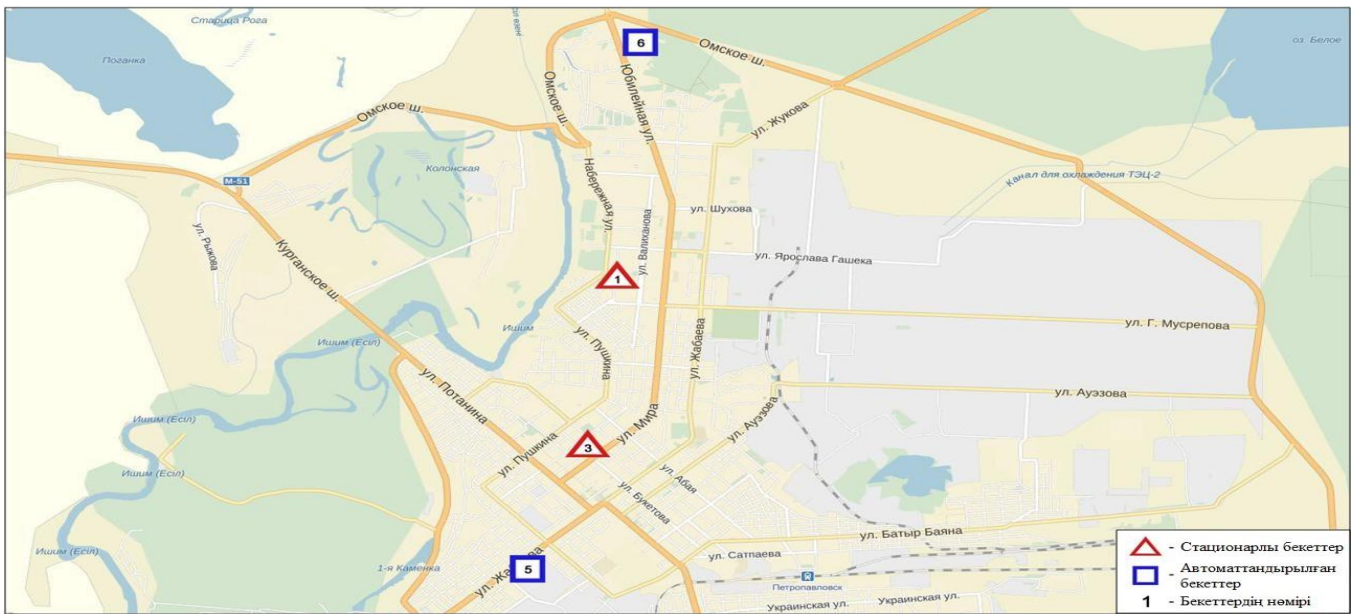 Старица Рога
Поганка
6
Омское ш.
оз. Белое
Юбилейная ул.
Омское ш.
Омское ш.
ул. Жукова
Колонская
Набережная ул.
М-51
Канал для охлаждения ТЭЦ-2
ул. Рыжкова
ул. Шухова
ул. Валиханова
Курганское ш.
ул. Ярослава Гашека
1
Ишим
ул. Г. Мусрепова
Ишим (Есіл)
ул. Пушкина
ул. Жабаева
ул. Потанина
ул. Ауэзова
ул. Ауэзова
Ишим (Есіл)
ул. Мира
3
ул. Пушкина
Ишим (Есіл)
ул. Абая
ул. Букетова
ул. Батыр Баяна
Ишим (Есіл)
ул. Сатпаева
1-я Каменка
5
Петропавловск
Украинская ул.
Украинская ул.
- Стационарлы бекеттер
- Автоматтандырылған
бекеттер
1 - Бекеттердің нөмірі